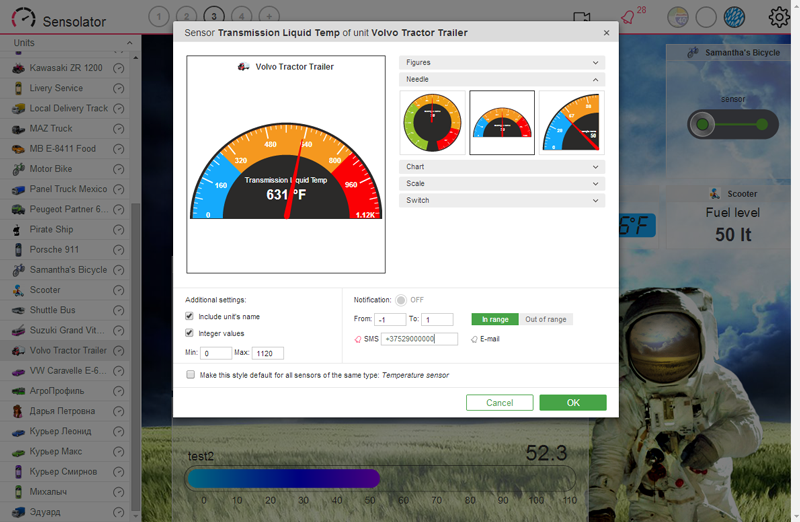 Sensolator
1 2 3 4 +
28
Units
Kawasaki ZR 1200
Livery Service
Local Delivery Track
MAZ Truck
MB E-8411 Food
Motor Bike
Panel Truck Mexico
Peugeot Partner 6...
Pirate Ship
Porsche 911
Samantha's Bicycle
Scooter
Shuttle Bus
Suzuki Grand Vit...
Volvo Tractor Trailer
VW Caravelle E-6...
АгроПрофиль
Дарья Петровна
Курьер Леонид
Курьер Макс
Курьер Смирнов
Михалыч
Эдуард
Sensor Transmission Liquid Temp of unit Volvo Tractor Trailer ×
Volvo Tractor Trailer
0 160 320 480 640 800 960 1.12K
Transmission Liquid Temp
631 °F
Figures
Needle
Chart
Scale
Switch
Additional settings:
Include unit's name
Integer values
Min: 0 Max: 1120
Notification: OFF
From: -1 To: 1 In range Out of range
SMS +37529000000 E-mail
Make this style default for all sensors of the same type: Temperature sensor
Cancel OK
Samantha's Bicycle
sensor
Scooter
Fuel level
50 lt
6°F
test2 52.3
0 10 20 30 40 50 60 70 80 90 100 110